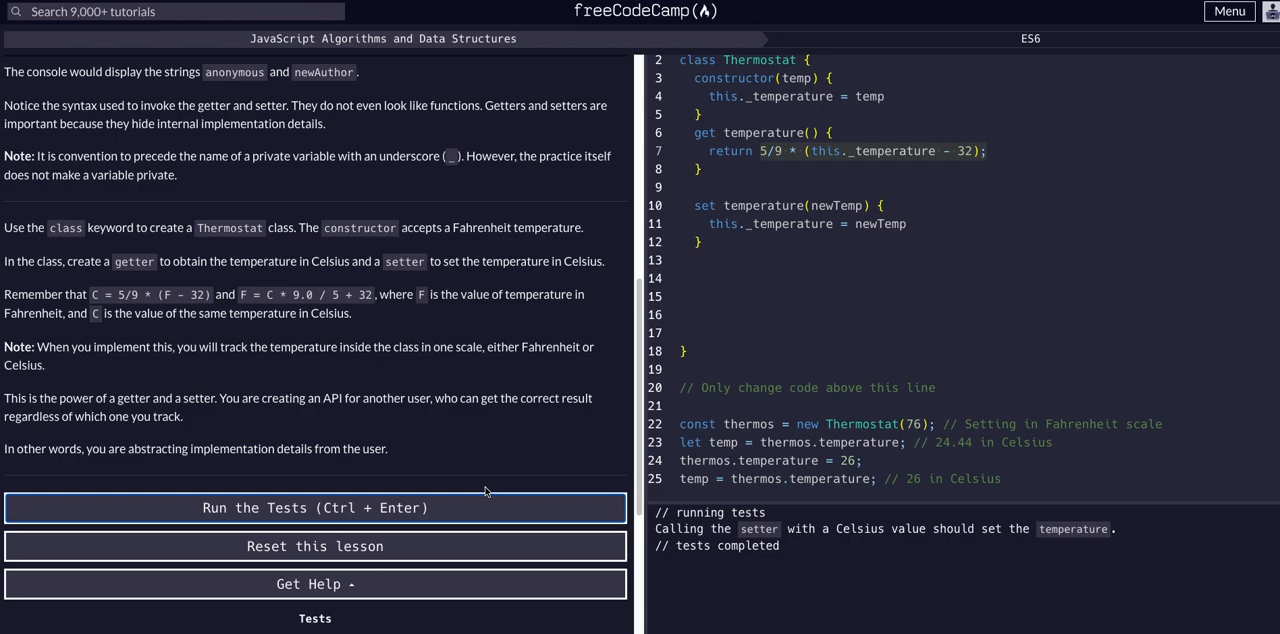 Search 9,000+ tutorials
freeCodeCamp(🔥)
Menu
JavaScript Algorithms and Data Structures
ES6
The console would display the strings anonymous and newAuthor.
Notice the syntax used to invoke the getter and setter. They do not even look like functions. Getters and setters are
important because they hide internal implementation details.
Note: It is convention to precede the name of a private variable with an underscore (_). However, the practice itself
does not make a variable private.
Use the class keyword to create a Thermostat class. The constructor accepts a Fahrenheit temperature.
In the class, create a getter to obtain the temperature in Celsius and a setter to set the temperature in Celsius.
Remember that C = 5/9 * (F - 32) and F = C * 9.0 / 5 + 32, where F is the value of temperature in
Fahrenheit, and C is the value of the same temperature in Celsius.
Note: When you implement this, you will track the temperature inside the class in one scale, either Fahrenheit or
Celsius.
This is the power of a getter and a setter. You are creating an API for another user, who can get the correct result
regardless of which one you track.
In other words, you are abstracting implementation details from the user.
Run the Tests (Ctrl + Enter)
Reset this lesson
Get Help
Tests
2 class Thermostat {
3 constructor(temp) {
4 this._temperature = temp
5 }
6 get temperature() {
7 return 5/9 * (this._temperature - 32);
8 }
9
10 set temperature(newTemp) {
11 this._temperature = newTemp
12 }
13
14
15
16
17
18 }
19
20 // Only change code above this line
21
22 const thermos = new Thermostat(76); // Setting in Fahrenheit scale
23 let temp = thermos.temperature; // 24.44 in Celsius
24 thermos.temperature = 26;
25 temp = thermos.temperature; // 26 in Celsius
// running tests
Calling the setter with a Celsius value should set the temperature.
// tests completed